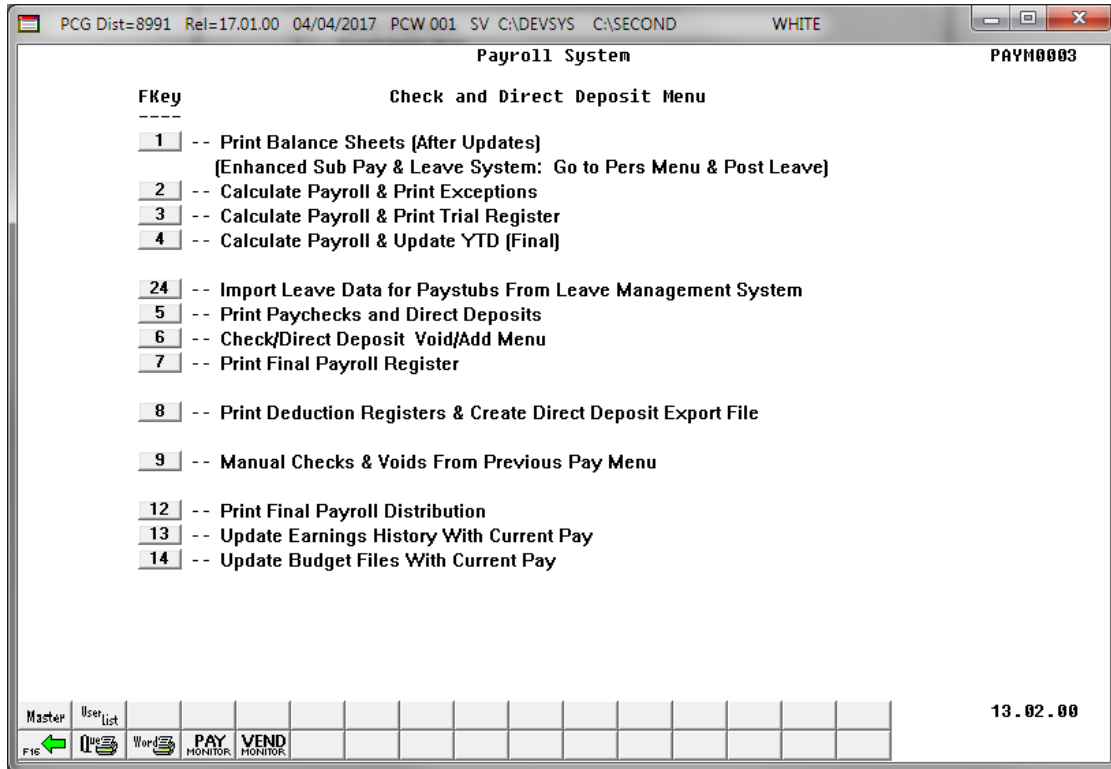 PCG Dist=8991 Rel=17.01.00 04/04/2017 PCW 001 SV C:\DEVSYS C:\SECOND WHITE
Payroll System PAYM0003
FKey Check and Direct Deposit Menu
----
1 -- Print Balance Sheets (After Updates)
(Enhanced Sub Pay & Leave System: Go to Pers Menu & Post Leave)
2 -- Calculate Payroll & Print Exceptions
3 -- Calculate Payroll & Print Trial Register
4 -- Calculate Payroll & Update YTD (Final)
24 -- Import Leave Data for Paystubs From Leave Management System
5 -- Print Paychecks and Direct Deposits
6 -- Check/Direct Deposit Void/Add Menu
7 -- Print Final Payroll Register
8 -- Print Deduction Registers & Create Direct Deposit Export File
9 -- Manual Checks & Voids From Previous Pay Menu
12 -- Print Final Payroll Distribution
13 -- Update Earnings History With Current Pay
14 -- Update Budget Files With Current Pay
Master User List 13.02.00
F16 Que Word PAY MONITOR VEND MONITOR